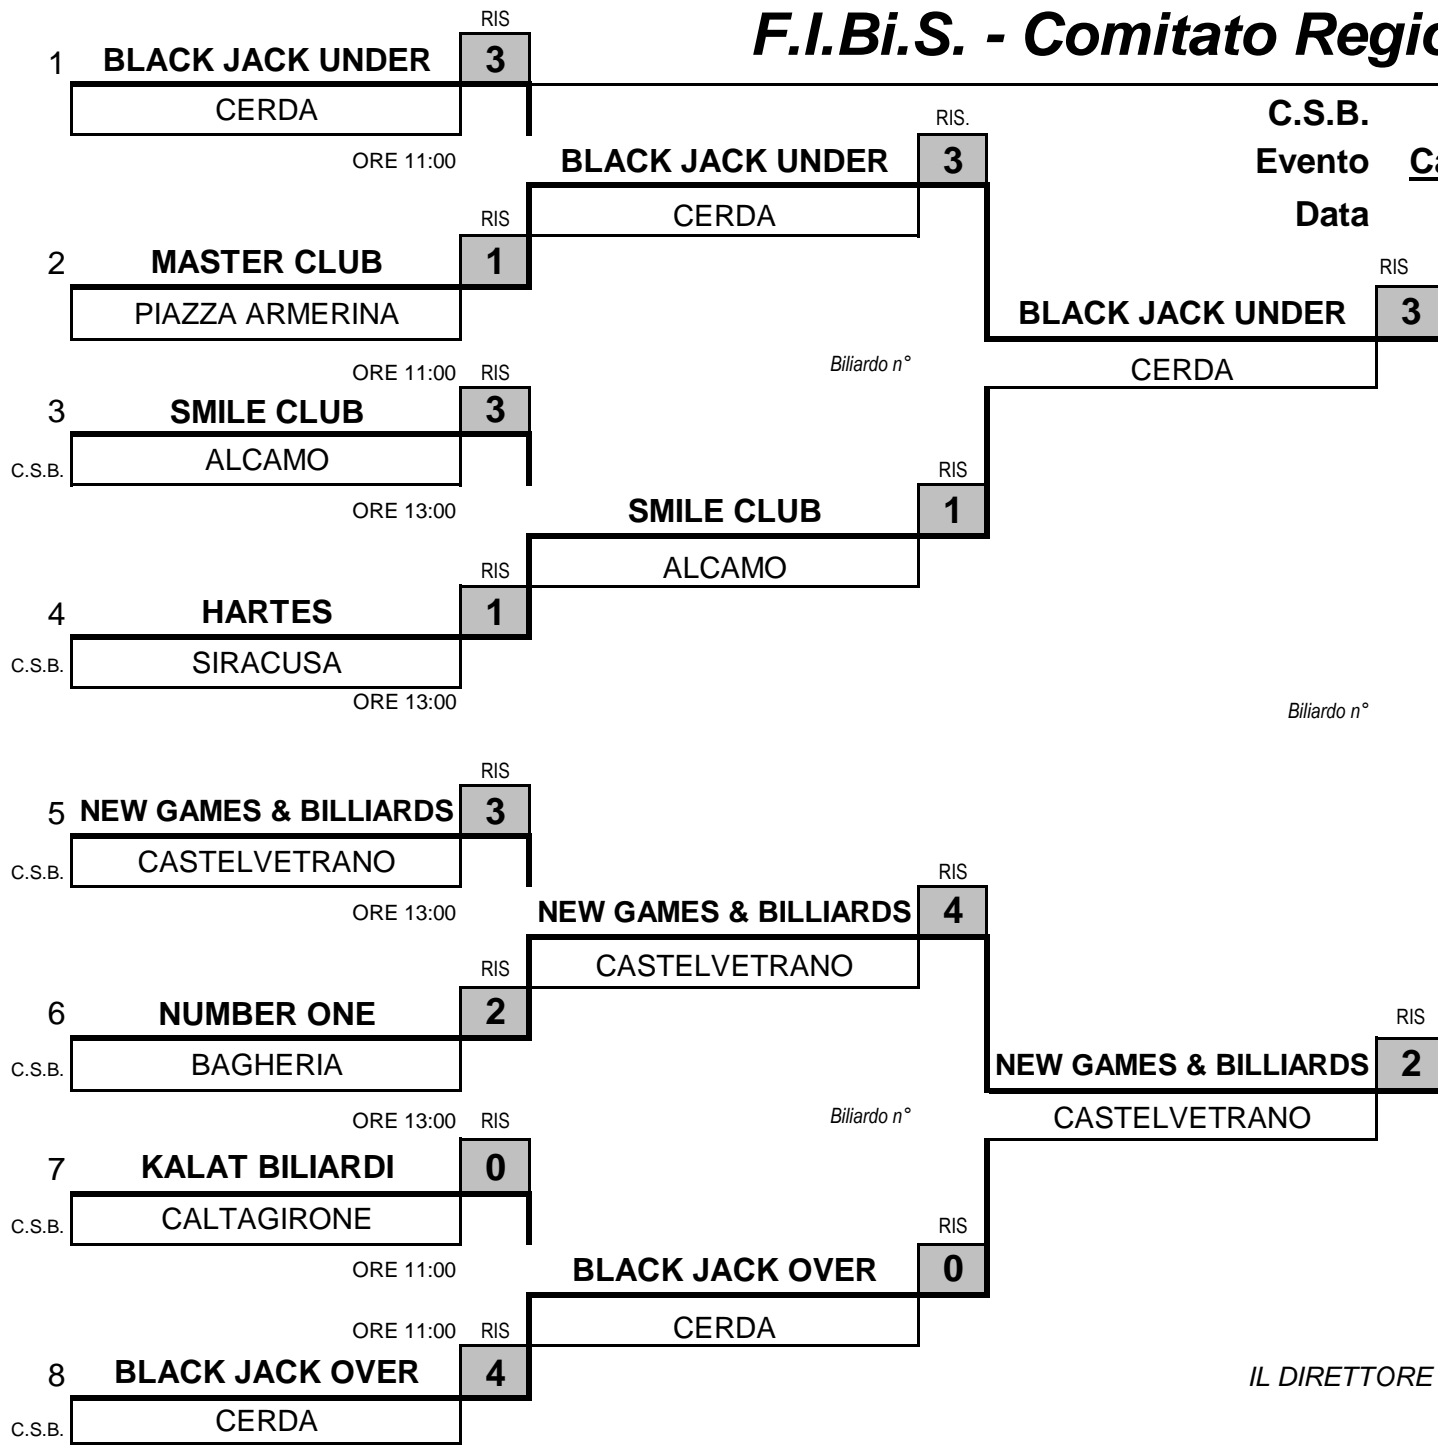 RIS
F.I.Bi.S. - Comitato Regio
1 BLACK JACK UNDER 3
CERDA
C.S.B.
RIS.
ORE 11:00
BLACK JACK UNDER 3
Evento Ca
RIS
CERDA
Data
2 MASTER CLUB 1
RIS
PIAZZA ARMERINA
BLACK JACK UNDER 3
ORE 11:00 RIS
Biliardo n°
CERDA
3 SMILE CLUB 3
C.S.B. ALCAMO
RIS
ORE 13:00
SMILE CLUB 1
RIS
ALCAMO
4 HARTES 1
C.S.B. SIRACUSA
ORE 13:00
Biliardo n°
RIS
5 NEW GAMES & BILLIARDS 3
C.S.B. CASTELVETRANO
RIS
ORE 13:00
NEW GAMES & BILLIARDS 4
RIS
CASTELVETRANO
6 NUMBER ONE 2
RIS
C.S.B. BAGHERIA
NEW GAMES & BILLIARDS 2
ORE 13:00 RIS
Biliardo n°
CASTELVETRANO
7 KALAT BILIARDI 0
C.S.B. CALTAGIRONE
RIS
ORE 11:00
BLACK JACK OVER 0
ORE 11:00 RIS
CERDA
8 BLACK JACK OVER 4
IL DIRETTORE
C.S.B. CERDA